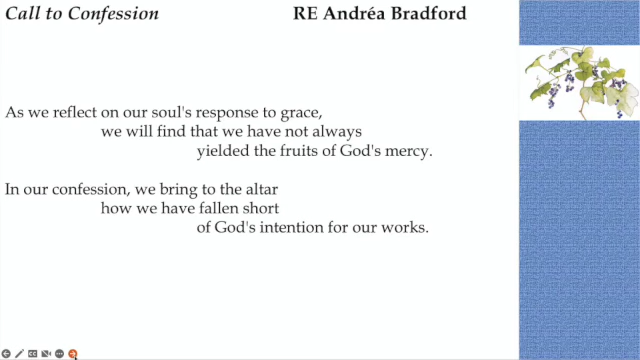 Call to Confession RE Andréa Bradford
As we reflect on our soul's response to grace,
we will find that we have not always
yielded the fruits of God's mercy.
In our confession, we bring to the altar
how we have fallen short
of God's intention for our works.